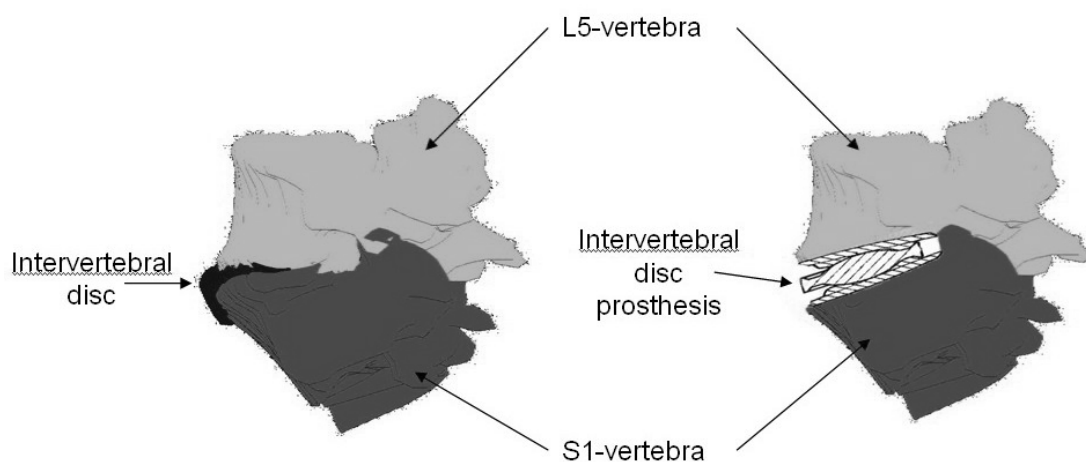 L5-vertebra
Intervertebral
disc
Intervertebral
disc
prosthesis
S1-vertebra